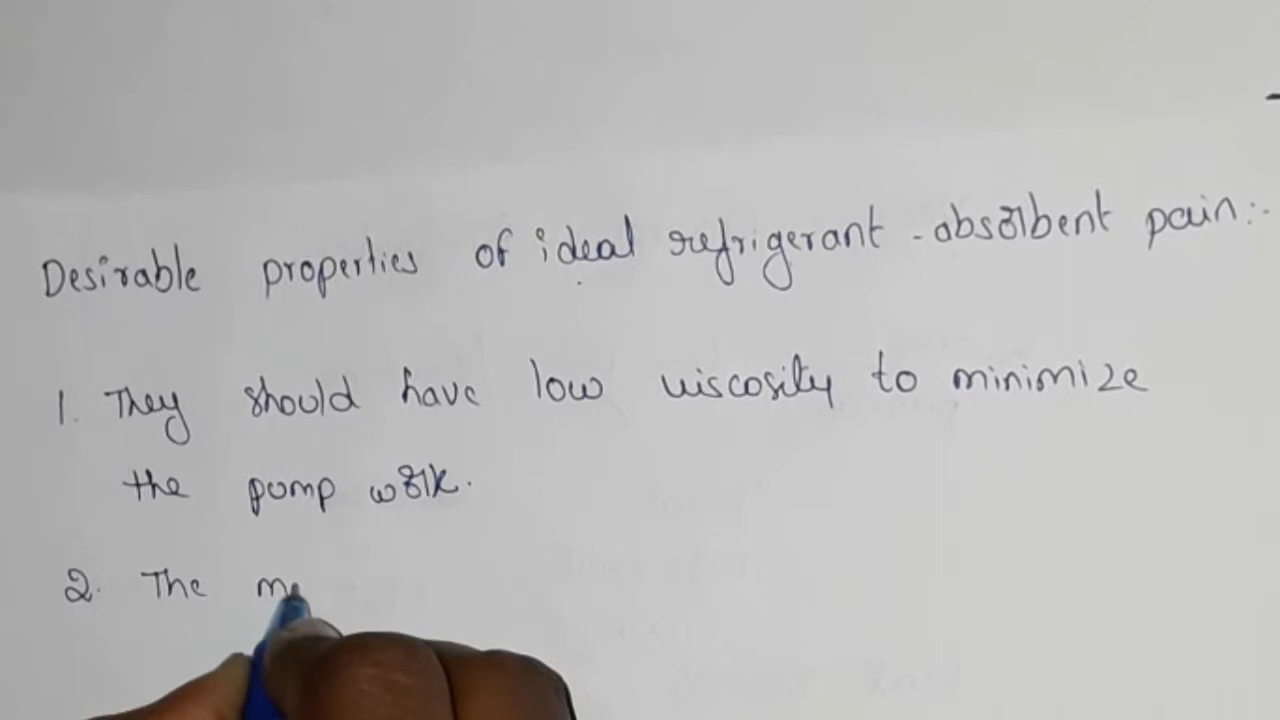 Desirable properties of ideal refrigerant - absorbent pain:-
1. They should have low viscosity to minimize
the pump work.
2. The